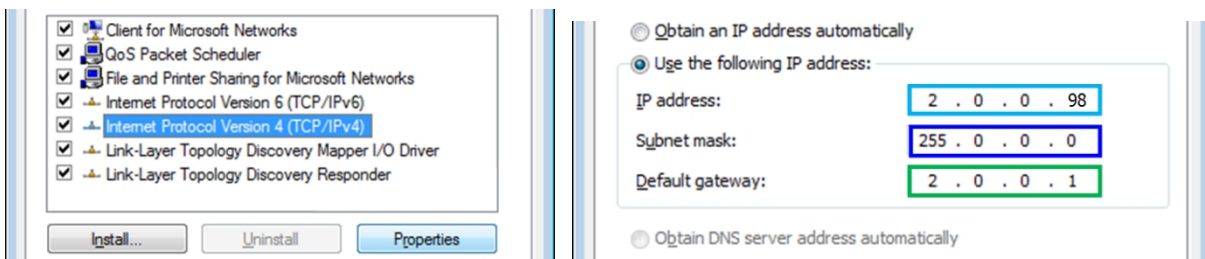 Client for Microsoft Networks
QoS Packet Scheduler
File and Printer Sharing for Microsoft Networks
Internet Protocol Version 6 (TCP/IPv6)
Internet Protocol Version 4 (TCP/IPv4)
Link-Layer Topology Discovery Mapper I/O Driver
Link-Layer Topology Discovery Responder
Install...
Uninstall
Properties
Obtain an IP address automatically
Use the following IP address:
IP address: 2 . 0 . 0 . 98
Subnet mask: 255 . 0 . 0 . 0
Default gateway: 2 . 0 . 0 . 1
Obtain DNS server address automatically